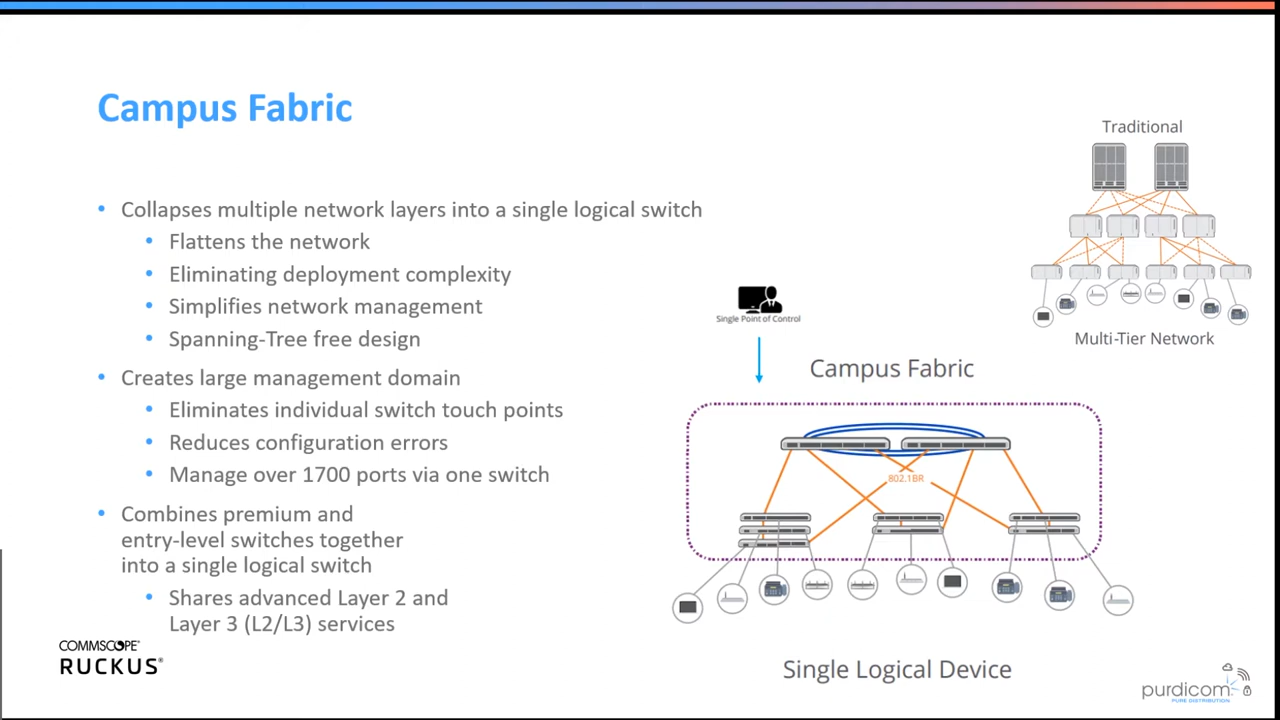 Campus Fabric
Collapses multiple network layers into a single logical switch
Flattens the network
Eliminating deployment complexity
Simplifies network management
Spanning-Tree free design
Creates large management domain
Eliminates individual switch touch points
Reduces configuration errors
Manage over 1700 ports via one switch
Combines premium and
entry-level switches together
into a single logical switch
Shares advanced Layer 2 and
Layer 3 (L2/L3) services
Traditional
Multi-Tier Network
Single Point of Control
Campus Fabric
802.1BR
Single Logical Device
COMMSCOPE®
RUCKUS®
purdicom
PURE DISTRIBUTION